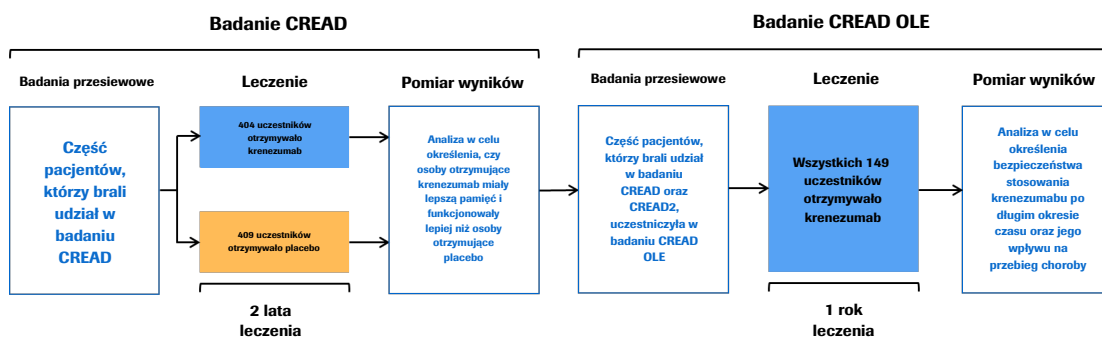 Badanie CREAD
Badania przesiewowe
Część
pacjentów,
którzy brali
udział w
badaniu
CREAD
Leczenie
404 uczestników
otrzymywało
krenezumab
409 uczestników
otrzymywało placebo
2 lata
leczenia
Pomiar wyników
Analiza w celu
określenia, czy
osoby otrzymujące
krenezumab miały
lepszą pamięć i
funkcjonowały
lepiej niż osoby
otrzymujące
placebo
Badanie CREAD OLE
Badania przesiewowe
Część pacjentów,
którzy brali udział
w badaniu
CREAD oraz
CREAD2,
uczestniczyła w
badaniu CREAD
OLE
Leczenie
Wszystkich 149
uczestników
otrzymywało
krenezumab
1 rok
leczenia
Pomiar wyników
Analiza w celu
określenia
bezpieczeństwa
stosowania
krenezumabu po
długim okresie
czasu oraz jego
wpływu na
przebieg choroby